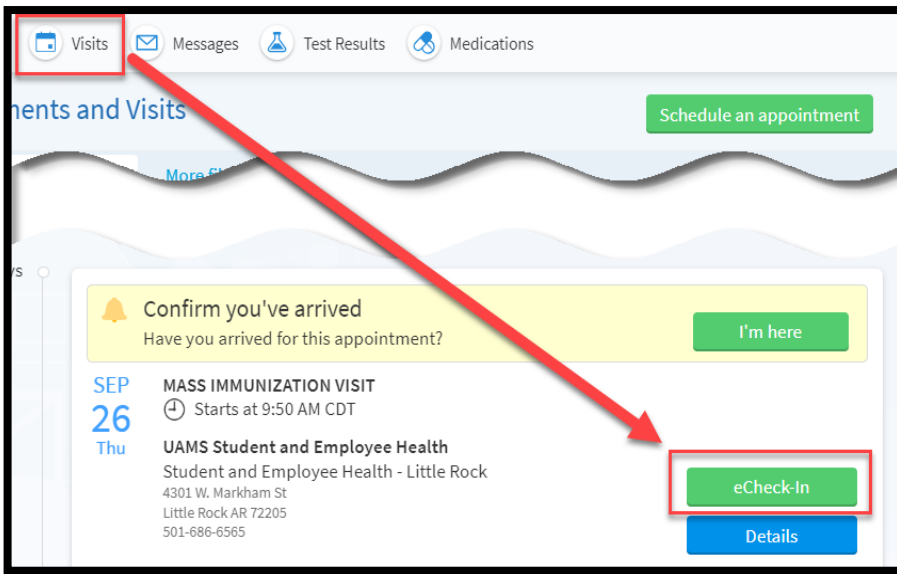 Visits Messages Test Results Medications
ments and Visits
Schedule an appointment
Confirm you've arrived
Have you arrived for this appointment?
I'm here
SEP
26
Thu
MASS IMMUNIZATION VISIT
Starts at 9:50 AM CDT
UAMS Student and Employee Health
Student and Employee Health - Little Rock
4301 W. Markham St
Little Rock AR 72205
501-686-6565
eCheck-In
Details